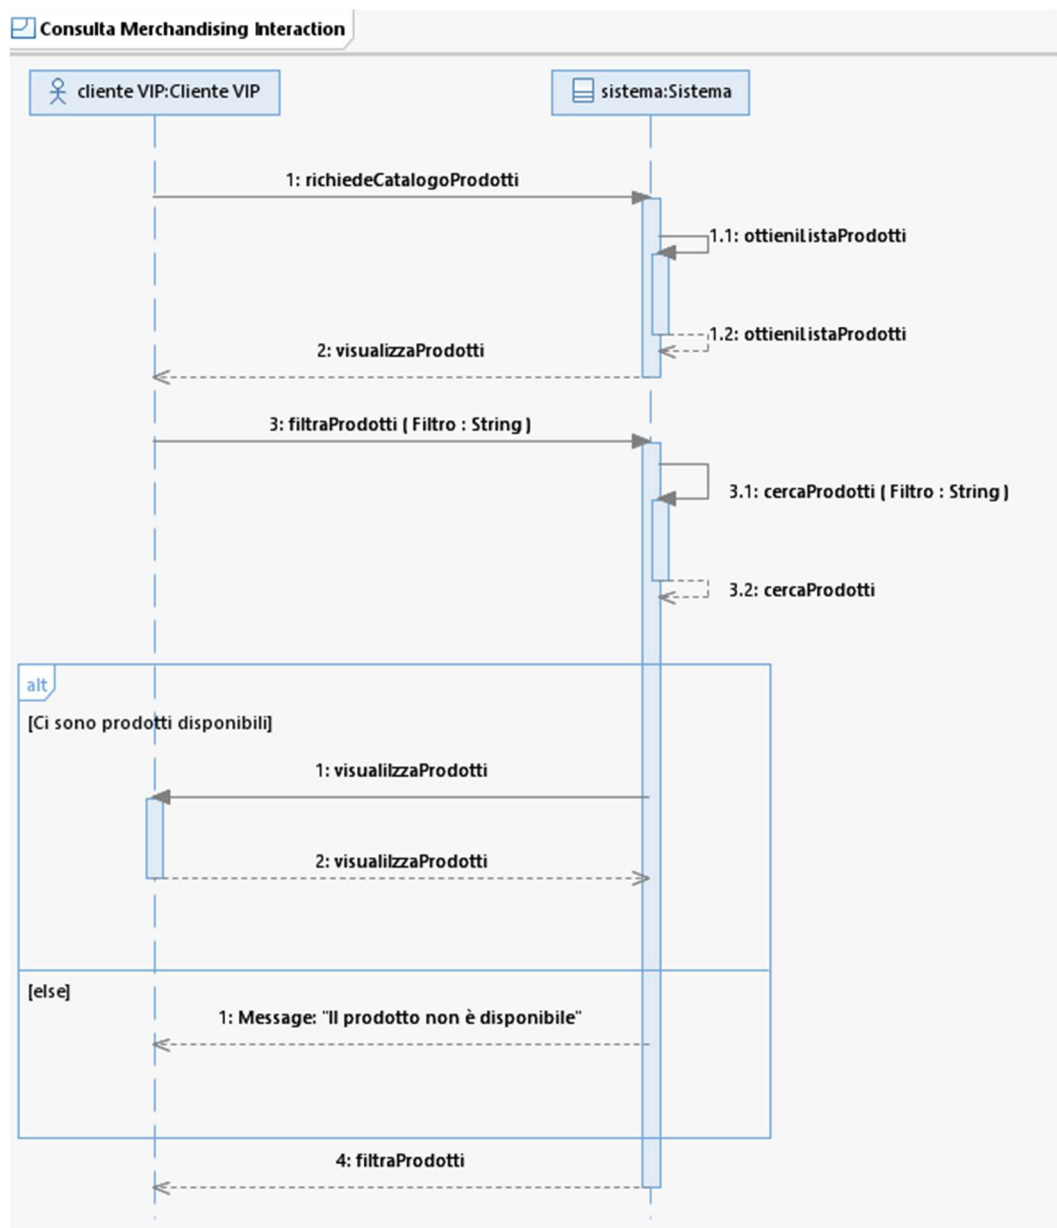 Consulta Merchandising Interaction
cliente VIP:Cliente VIP
sistema:Sistema
1: richiedeCatalogoProdotti
1.1: ottieniListaProdotti
1.2: ottieniListaProdotti
2: visualizzaProdotti
3: filtraProdotti ( Filtro : String )
3.1: cercaProdotti ( Filtro : String )
3.2: cercaProdotti
alt
[Ci sono prodotti disponibili]
1: visualilzzaProdotti
2: visualilzzaProdotti
[else]
1: Message: "Il prodotto non è disponibile"
4: filtraProdotti